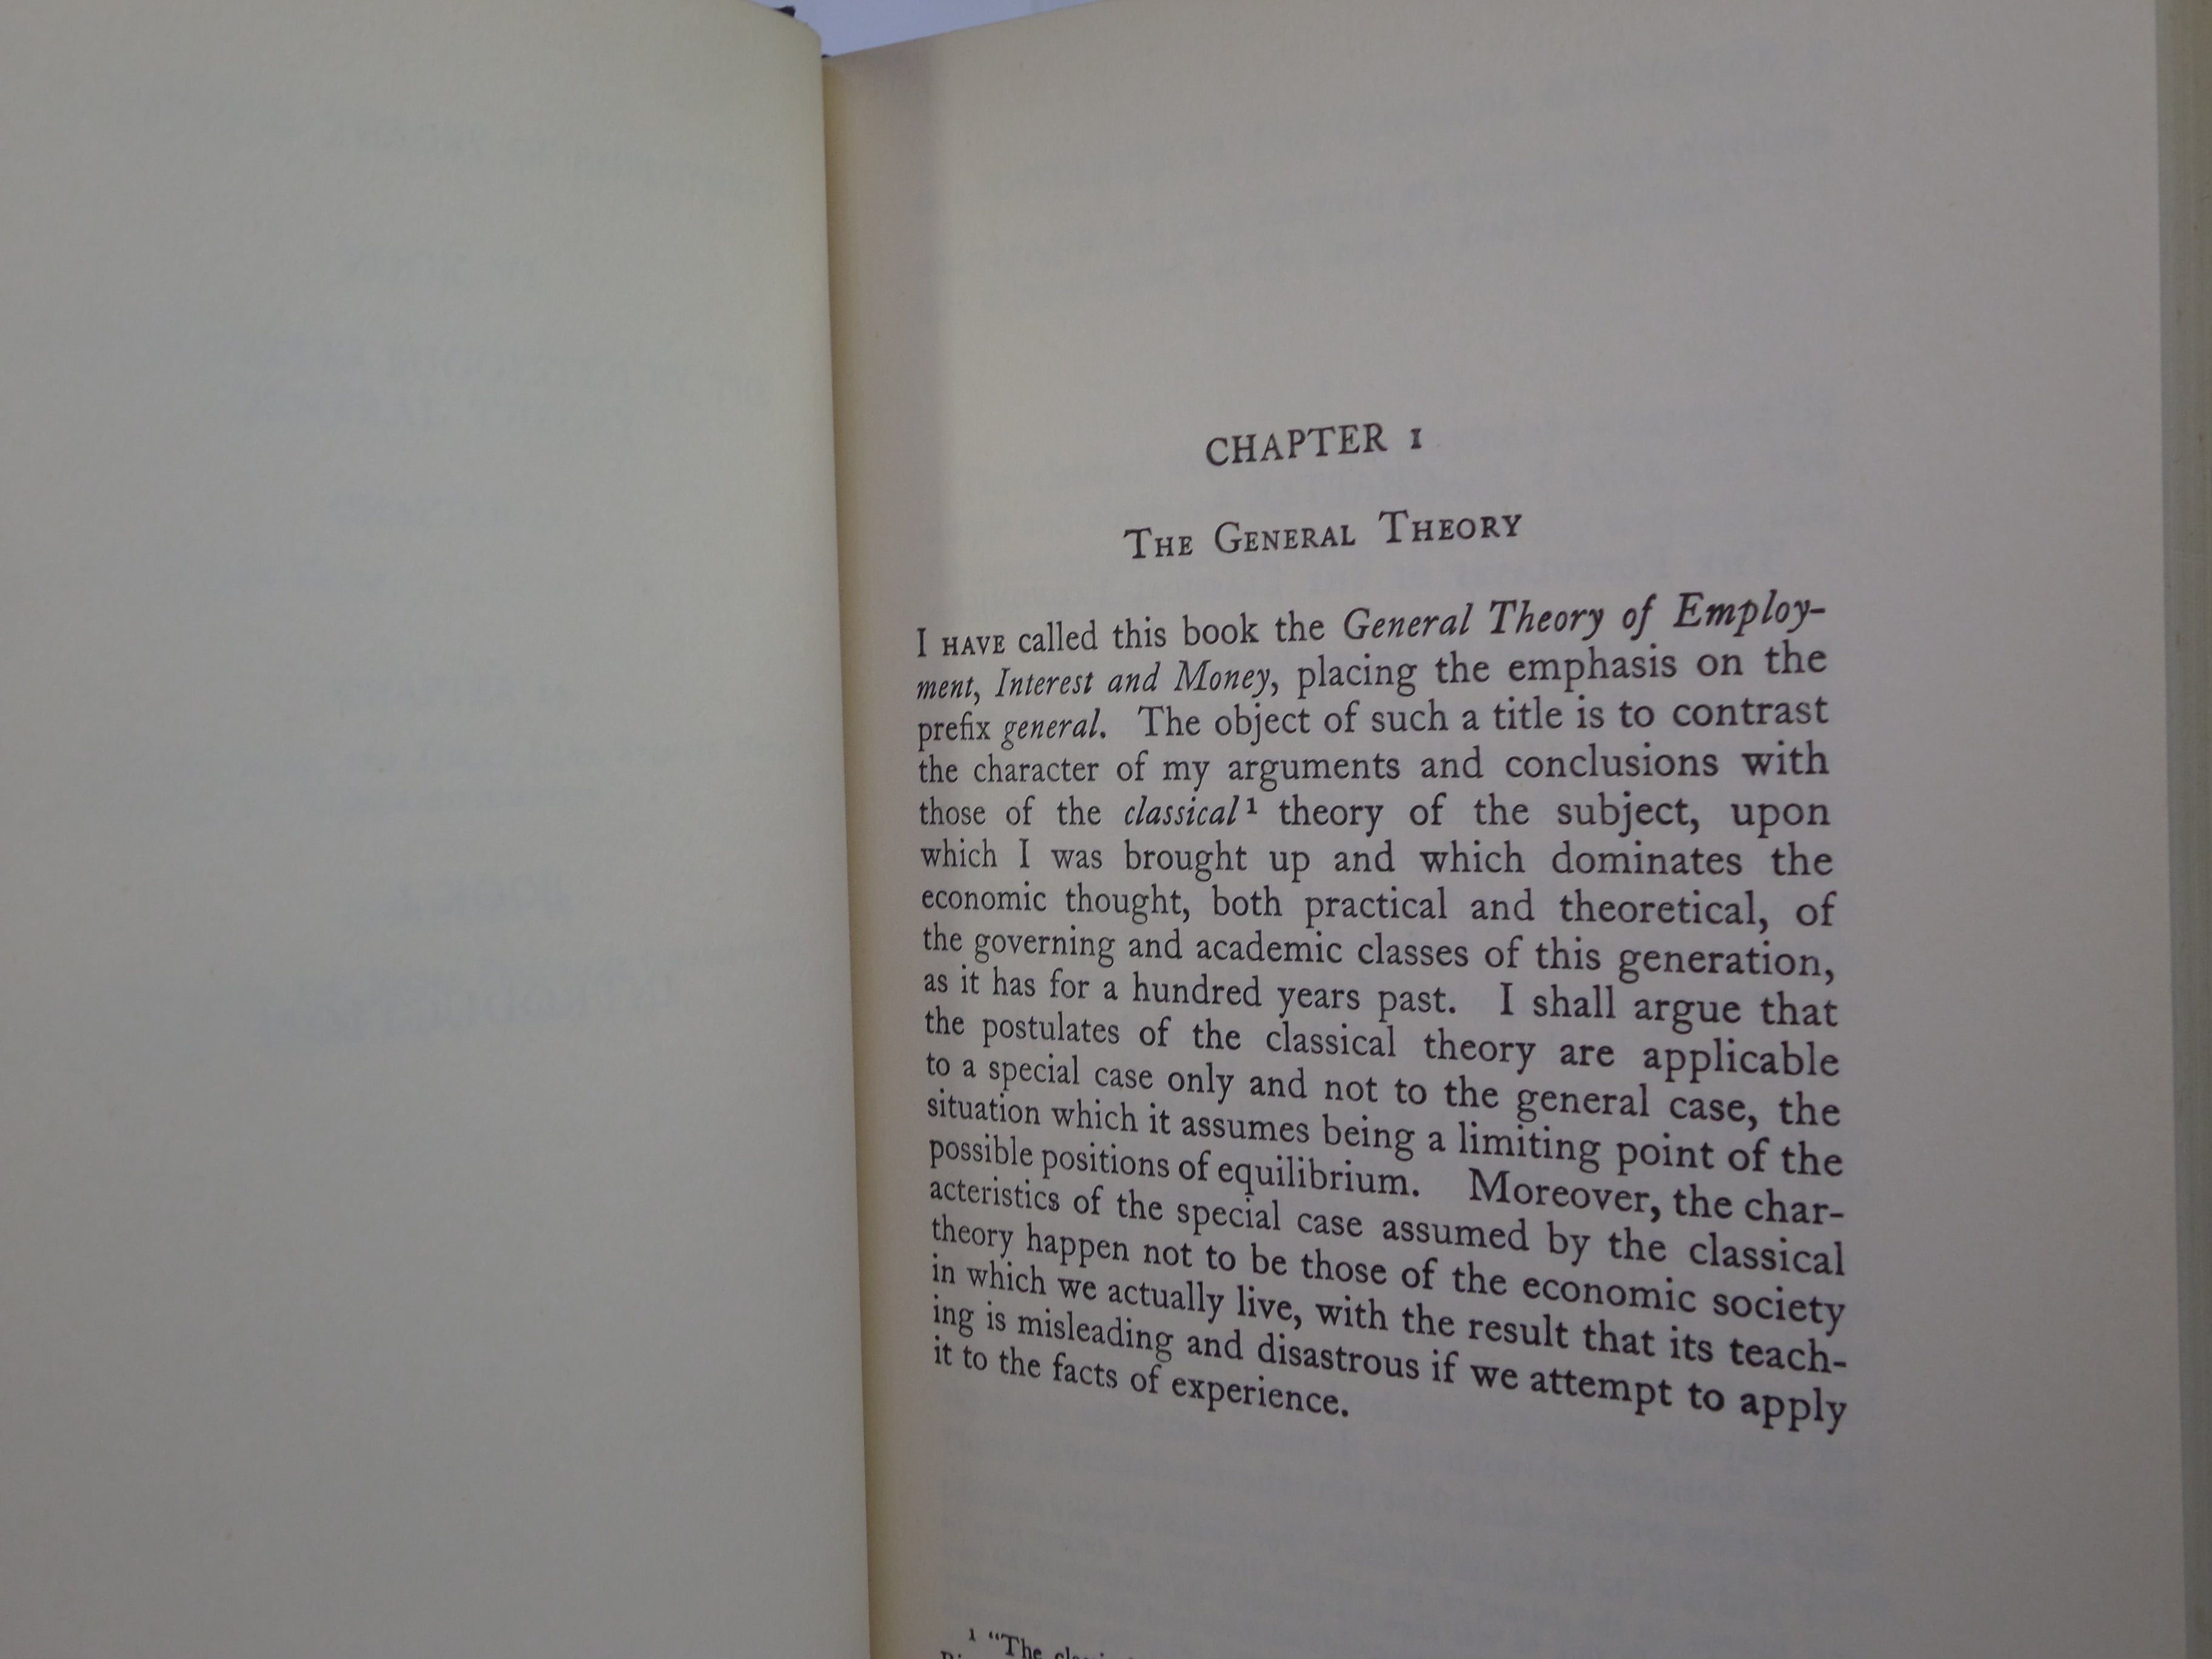 CHAPTER 1
THE GENERAL THEORY
I HAVE called this book the General Theory of Employ-
ment, Interest and Money, placing the emphasis on the
prefix general. The object of such a title is to contrast
the character of my arguments and conclusions with
those of the classical¹ theory of the subject, upon
which I was brought up and which dominates the
economic thought, both practical and theoretical, of
the governing and academic classes of this generation,
as it has for a hundred years past. I shall argue that
the postulates of the classical theory are applicable
to a special case only and not to the general case, the
situation which it assumes being a limiting point of the
possible positions of equilibrium. Moreover, the char-
acteristics of the special case assumed by the classical
theory happen not to be those of the economic society
in which we actually live, with the result that its teach-
ing is misleading and disastrous if we attempt to apply
it to the facts of experience.
¹ “The